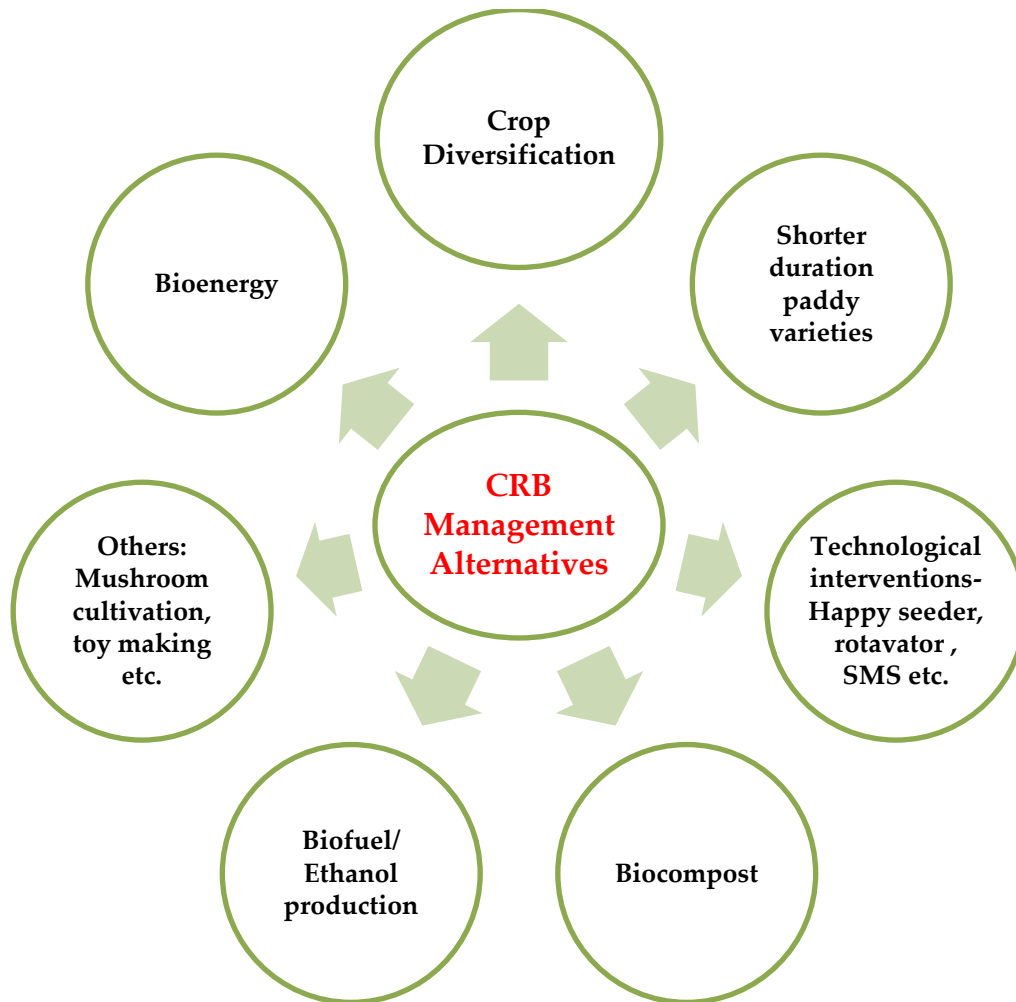 Crop
Diversification
Shorter
duration
paddy
varieties
Technological
interventions-
Happy seeder,
rotavator ,
SMS etc.
Biocompost
Biofuel/
Ethanol
production
Others:
Mushroom
cultivation,
toy making
etc.
Bioenergy
CRB
Management
Alternatives